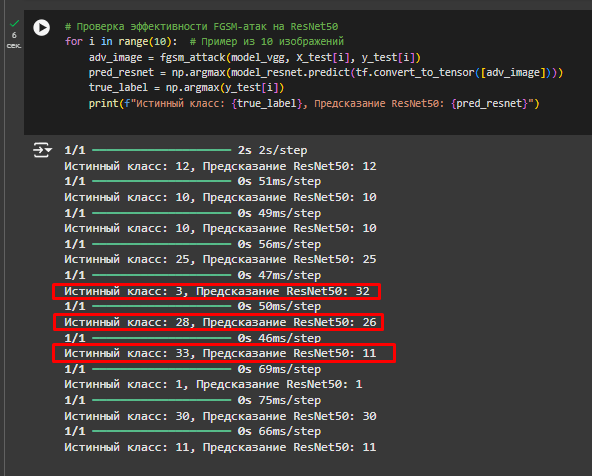 6
сек.
# Проверка эффективности FGSM-атак на ResNet50
for i in range(10):  # Пример из 10 изображений
    adv_image = fgsm_attack(model_vgg, X_test[i], y_test[i])
    pred_resnet = np.argmax(model_resnet.predict(tf.convert_to_tensor([adv_image])))
    true_label = np.argmax(y_test[i])
    print(f"Истинный класс: {true_label}, Предсказание ResNet50: {pred_resnet}")
1/1 ━━━━━━━━━━━━━━━━━━━━ 2s 2s/step
Истинный класс: 12, Предсказание ResNet50: 12
1/1 ━━━━━━━━━━━━━━━━━━━━ 0s 51ms/step
Истинный класс: 10, Предсказание ResNet50: 10
1/1 ━━━━━━━━━━━━━━━━━━━━ 0s 49ms/step
Истинный класс: 10, Предсказание ResNet50: 10
1/1 ━━━━━━━━━━━━━━━━━━━━ 0s 56ms/step
Истинный класс: 25, Предсказание ResNet50: 25
1/1 ━━━━━━━━━━━━━━━━━━━━ 0s 47ms/step
Истинный класс: 3, Предсказание ResNet50: 32
1/1 ━━━━━━━━━━━━━━━━━━━━ 0s 50ms/step
Истинный класс: 28, Предсказание ResNet50: 26
1/1 ━━━━━━━━━━━━━━━━━━━━ 0s 46ms/step
Истинный класс: 33, Предсказание ResNet50: 11
1/1 ━━━━━━━━━━━━━━━━━━━━ 0s 69ms/step
Истинный класс: 1, Предсказание ResNet50: 1
1/1 ━━━━━━━━━━━━━━━━━━━━ 0s 75ms/step
Истинный класс: 30, Предсказание ResNet50: 30
1/1 ━━━━━━━━━━━━━━━━━━━━ 0s 66ms/step
Истинный класс: 11, Предсказание ResNet50: 11